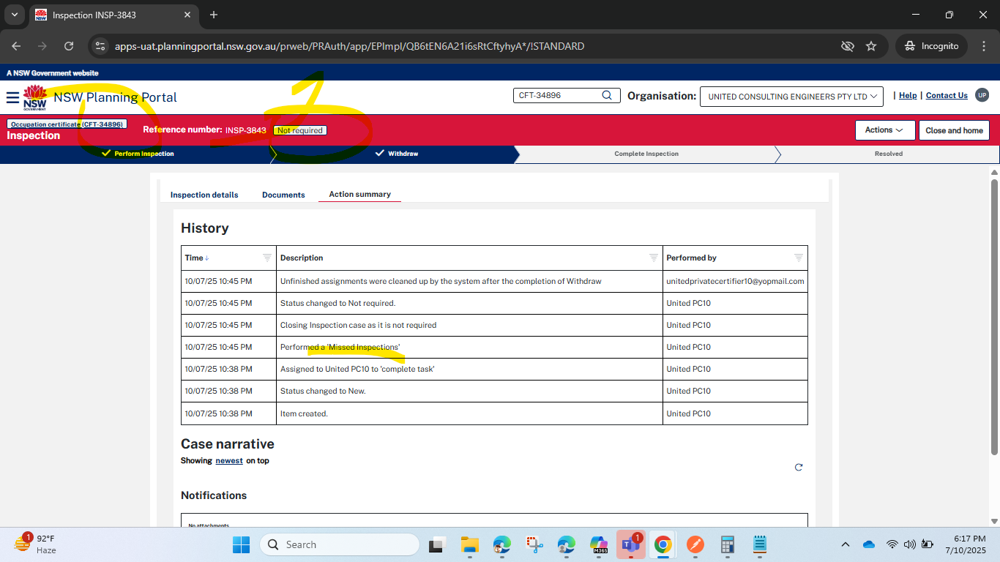 Inspection INSP-3843
apps-uat.planningportal.nsw.gov.au/prweb/PRAuth/app/EPImpl/QB6tEN6A21i6sRtCftyhyA*/!STANDARD
Incognito
A NSW Government website
NSW
GOVERNMENT
NSW Planning Portal
CFT-34896
Organisation:
UNITED CONSULTING ENGINEERS PTY LTD
| Help | Contact Us
UP
Occupation certificate (CFT-34896)
Inspection
Reference number: INSP-3843 Not required
Actions
Close and home
Perform Inspection
Withdraw
Complete Inspection
Resolved
Inspection details
Documents
Action summary
History
Time Description Performed by
10/07/25 10:45 PM Unfinished assignments were cleaned up by the system after the completion of Withdraw unitedprivatecertifier10@yopmail.com
10/07/25 10:45 PM Status changed to Not required. United PC10
10/07/25 10:45 PM Closing Inspection case as it is not required United PC10
10/07/25 10:45 PM Performed a 'Missed Inspections' United PC10
10/07/25 10:38 PM Assigned to United PC10 to 'complete task' United PC10
10/07/25 10:38 PM Status changed to New. United PC10
10/07/25 10:38 PM Item created. United PC10
Case narrative
Showing newest on top
Notifications
No attachments
1
92°F
Haze
Search
M365
1
6:17 PM
7/10/2025